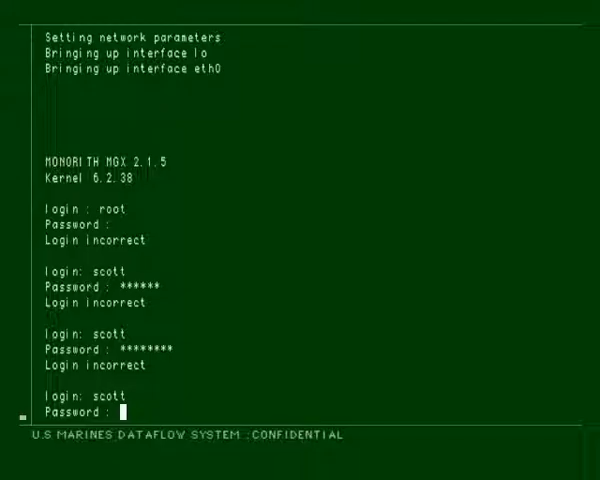 Setting network parameters
Bringing up interface lo
Bringing up interface eth0
MONORITH MGX 2.1.5
Kernel 6.2.38
login : root
Password :
Login incorrect
login: scott
Password : ******
Login incorrect
login: scott
Password : ********
Login incorrect
login: scott
Password :
U.S MARINES DATAFLOW SYSTEM :CONFIDENTIAL